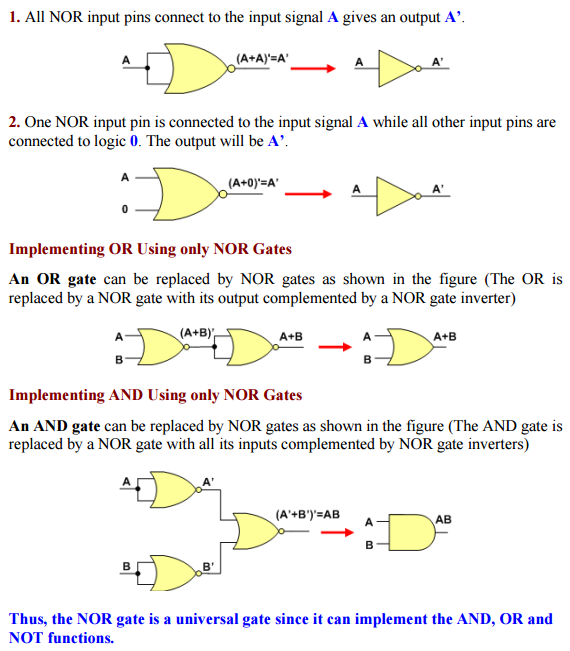 1. All NOR input pins connect to the input signal A gives an output A’.
A
(A+A)'=A'
A
A'
2. One NOR input pin is connected to the input signal A while all other input pins are
connected to logic 0. The output will be A’.
A
0
(A+0)'=A'
A
A'
Implementing OR Using only NOR Gates
An OR gate can be replaced by NOR gates as shown in the figure (The OR is
replaced by a NOR gate with its output complemented by a NOR gate inverter)
A
B
(A+B)'
A+B
A
B
A+B
Implementing AND Using only NOR Gates
An AND gate can be replaced by NOR gates as shown in the figure (The AND gate is
replaced by a NOR gate with all its inputs complemented by NOR gate inverters)
A
A'
B
B'
(A'+B')'=AB
A
B
AB
Thus, the NOR gate is a universal gate since it can implement the AND, OR and
NOT functions.